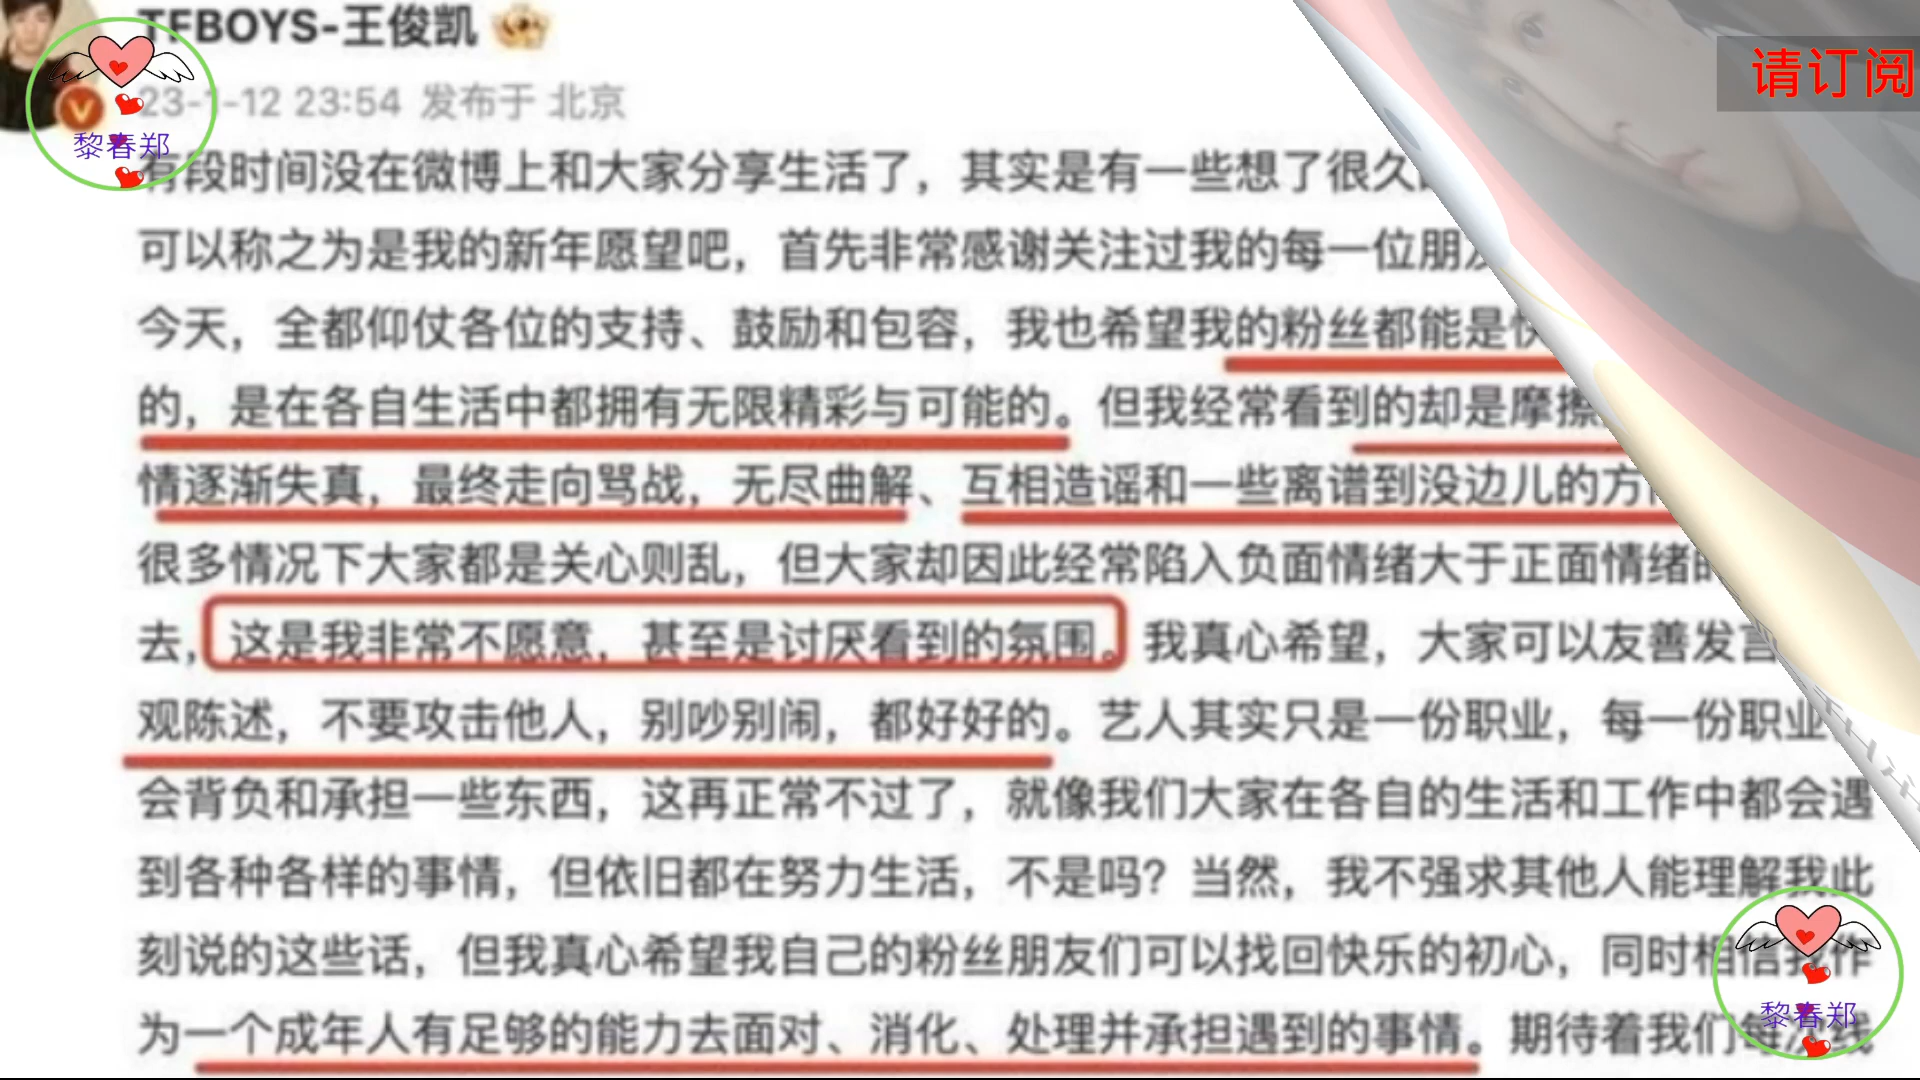 TFBOYS-王俊凯
23-1-12 23:54 发布于 北京
请订阅
黎春郑
有段时间没在微博上和大家分享生活了，其实是有一些想了很久
可以称之为是我的新年愿望吧，首先非常感谢关注过我的每一位朋友
今天，全都仰仗各位的支持、鼓励和包容，我也希望我的粉丝都能是快
的，是在各自生活中都拥有无限精彩与可能的。但我经常看到的却是摩擦
情逐渐失真，最终走向骂战，无尽曲解、互相造谣和一些离谱到没边儿的方
很多情况下大家都是关心则乱，但大家却因此经常陷入负面情绪大于正面情绪的
去，这是我非常不愿意，甚至是讨厌看到的氛围。我真心希望，大家可以友善发言
观陈述，不要攻击他人，别吵别闹，都好好的。艺人其实只是一份职业，每一份职业
会背负和承担一些东西，这再正常不过了，就像我们大家在各自的生活和工作中都会遇
到各种各样的事情，但依旧都在努力生活，不是吗？当然，我不强求其他人能理解我此
刻说的这些话，但我真心希望我自己的粉丝朋友们可以找回快乐的初心，同时相信我作
为一个成年人有足够的能力去面对、消化、处理并承担遇到的事情。期待着我们每次线
黎春郑